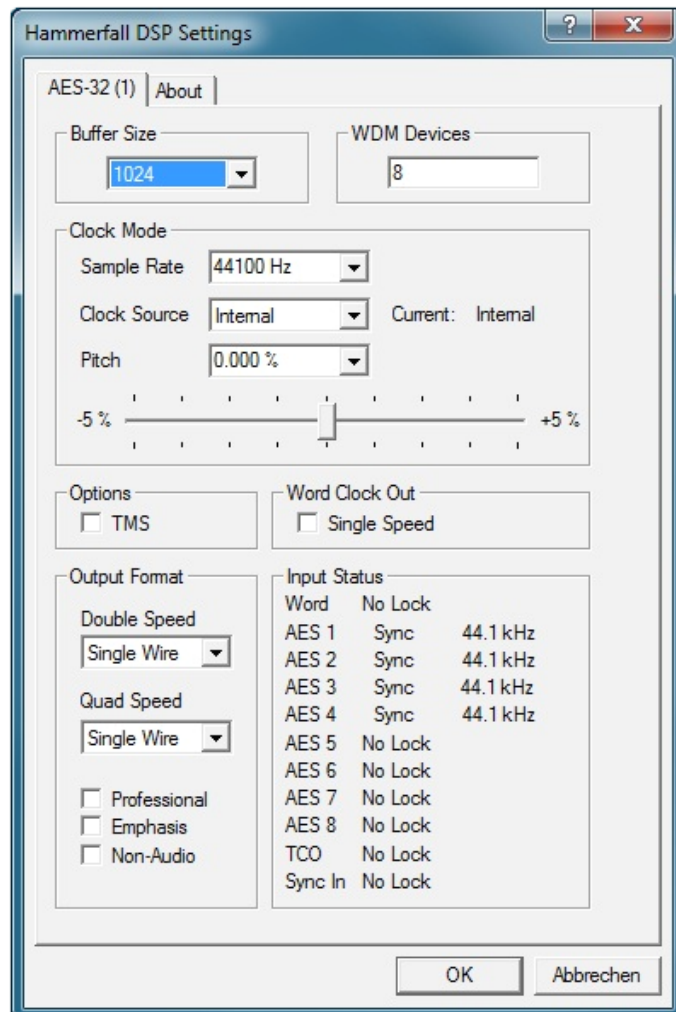 Hammerfall DSP Settings
? X
AES-32 (1) About
Buffer Size
1024
WDM Devices
8
Clock Mode
Sample Rate 44100 Hz
Clock Source Internal Current: Internal
Pitch 0.000 %
-5 % +5 %
Options
TMS
Word Clock Out
Single Speed
Output Format
Double Speed
Single Wire
Quad Speed
Single Wire
Professional
Emphasis
Non-Audio
Input Status
Word No Lock
AES 1 Sync 44.1 kHz
AES 2 Sync 44.1 kHz
AES 3 Sync 44.1 kHz
AES 4 Sync 44.1 kHz
AES 5 No Lock
AES 6 No Lock
AES 7 No Lock
AES 8 No Lock
TCO No Lock
Sync In No Lock
OK Abbrechen